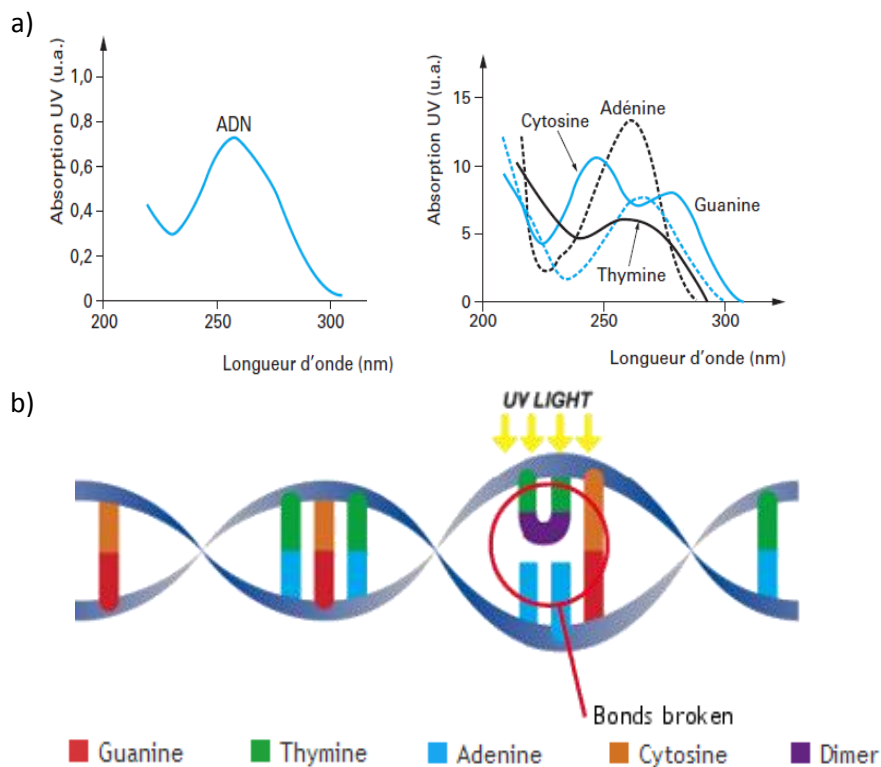 a)
Absorption UV (u.a.)
1,0
0,8
0,6
0,4
0,2
0
ADN
200
250
300
Longueur d'onde (nm)
Absorption UV (u.a.)
15
10
5
0
Cytosine
Adénine
Guanine
Thymine
200
250
300
Longueur d'onde (nm)
b)
UV LIGHT
Bonds broken
Guanine
Thymine
Adenine
Cytosine
Dimer